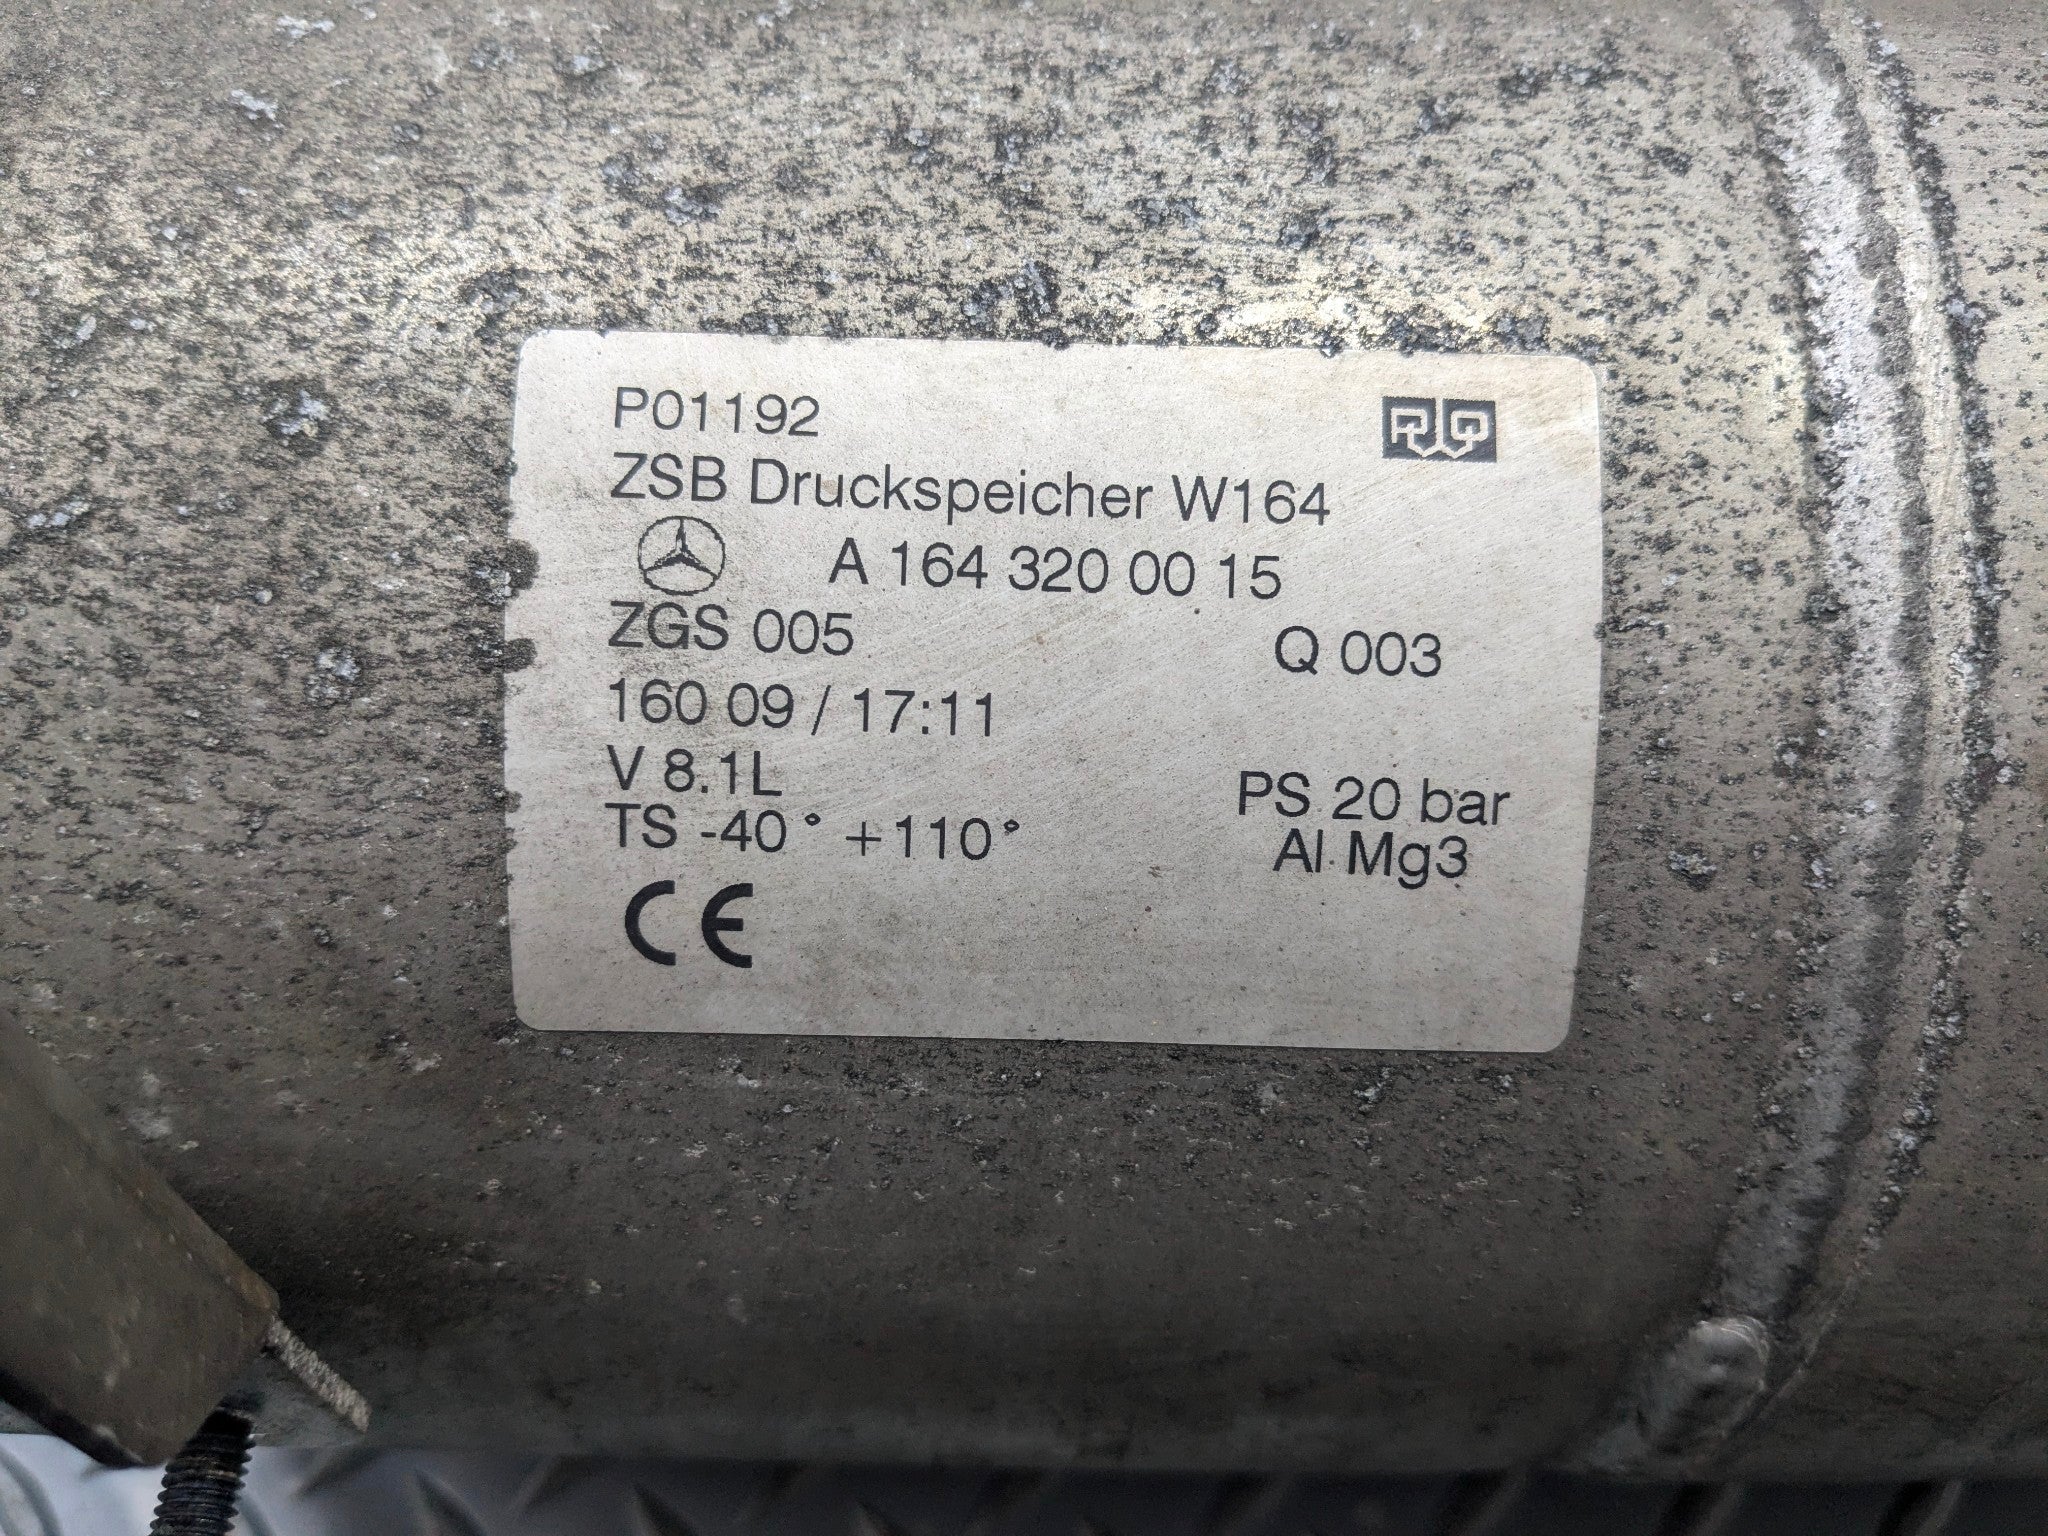 P01192
ZSB Druckspeicher W164
A 164 320 00 15
ZGS 005 Q 003
160 09 / 17:11
V 8.1L PS 20 bar
TS -40° +110° Al Mg3
CE